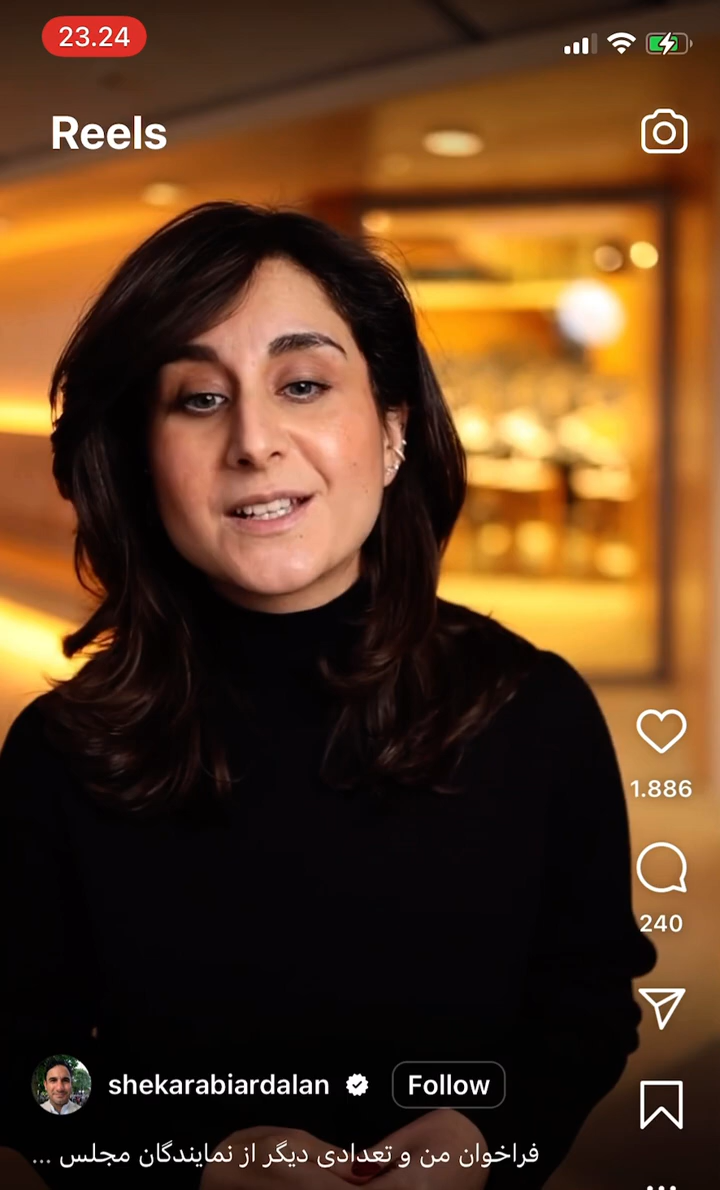 23.24
Reels
1.886
240
shekarabiardalan
Follow
فراخوان من و تعدادی دیگر از نمایندگان مجلس ...